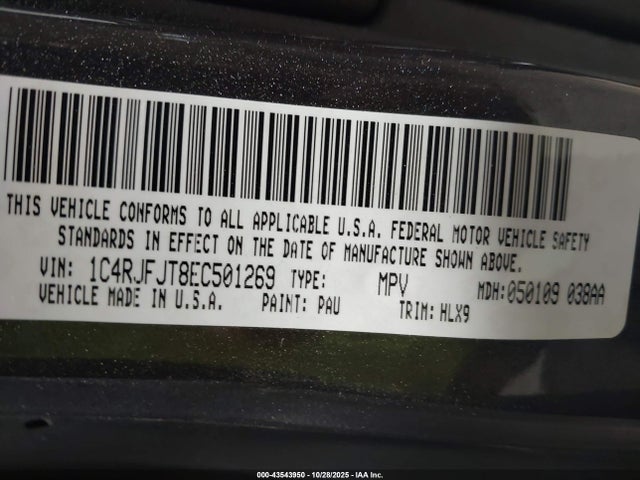 THIS VEHICLE CONFORMS TO ALL APPLICABLE U.S.A. FEDERAL MOTOR VEHICLE SAFETY
STANDARDS IN EFFECT ON THE DATE OF MANUFACTURE SHOWN ABOVE.
VIN: 1C4RJFJT8EC501269 TYPE: MPV MDH:050109 038AA
VEHICLE MADE IN U.S.A. PAINT: PAU TRIM: HLX9
000-43543950 - 10/28/2025 - IAA Inc.